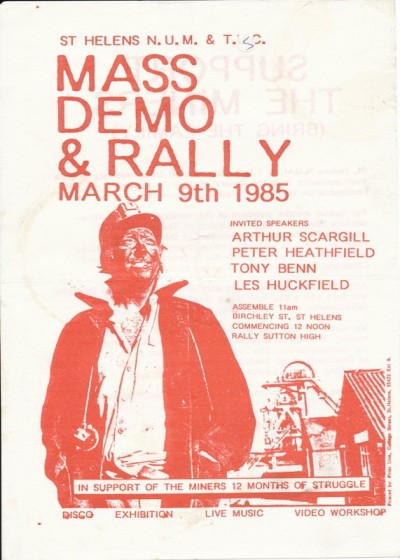 ST HELENS N.U.M. & T.S.C.
MASS
DEMO
& RALLY
MARCH 9th 1985
INVITED SPEAKERS
ARTHUR SCARGILL
PETER HEATHFIELD
TONY BENN
LES HUCKFIELD
ASSEMBLE 11am
BIRCHLEY ST. ST HELENS
COMMENCING 12 NOON
RALLY SUTTON HIGH
IN SUPPORT OF THE MINERS 12 MONTHS OF STRUGGLE
DISCO EXHIBITION LIVE MUSIC VIDEO WORKSHOP